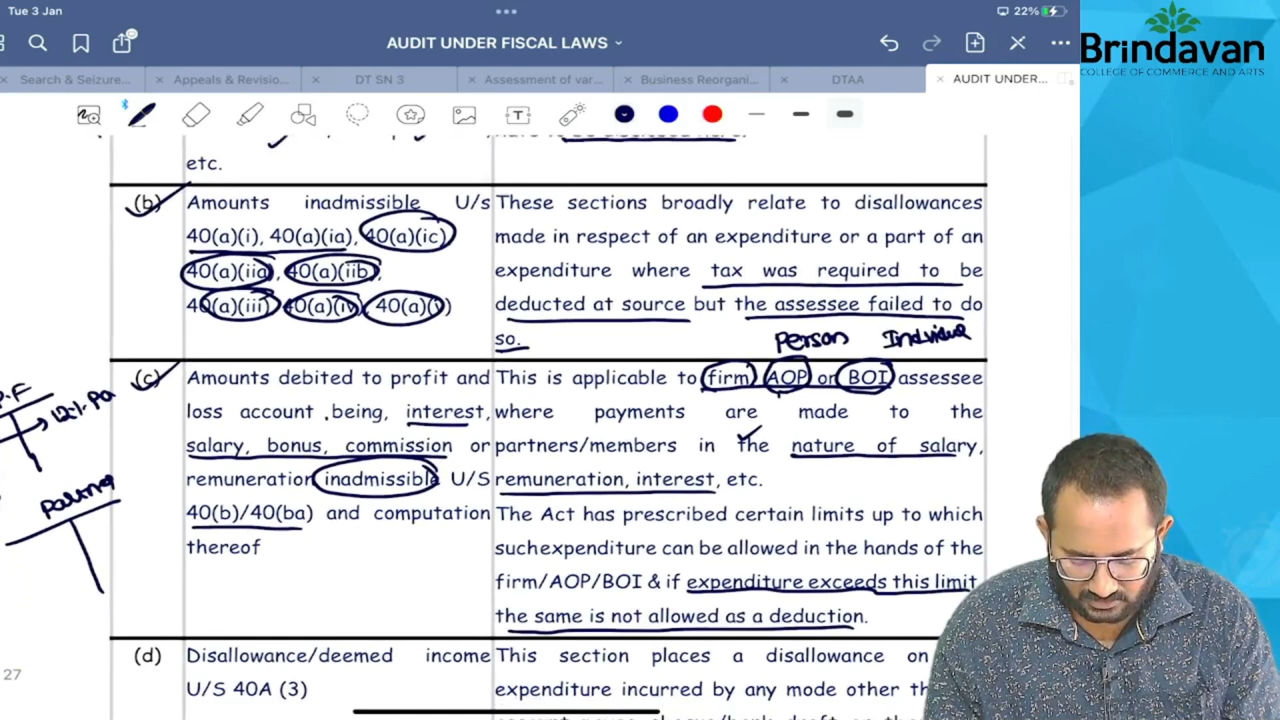 Tue 3 Jan
22%
AUDIT UNDER FISCAL LAWS
Brindavan
COLLEGE OF COMMERCE AND ARTS
Search & Seizure...
Appeals & Revisio...
DT SN 3
Assessment of var...
Business Reorgani...
DTAA
AUDIT UNDER...
etc.
(b)
Amounts inadmissible U/s
40(a)(i), 40(a)(ia), 40(a)(ic)
40(a)(iia), 40(a)(iib),
40(a)(iii) 40(a)(iv), 40(a)(v)
These sections broadly relate to disallowances
made in respect of an expenditure or a part of an
expenditure where tax was required to be
deducted at source but the assessee failed to do
so.
Person Individual
(c)
Amounts debited to profit and
loss account being, interest,
salary, bonus, commission or
remuneration inadmissible U/S
40(b)/40(ba) and computation
thereof
This is applicable to firm, AOP or BOI assessee
where payments are made to the
partners/members in the nature of salary,
remuneration, interest, etc.
The Act has prescribed certain limits up to which
suchexpenditure can be allowed in the hands of the
firm/AOP/BOI & if expenditure exceeds this limit
the same is not allowed as a deduction.
P.F
12% Pa
(d)
Disallowance/deemed income
U/S 40A (3)
This section places a disallowance on
expenditure incurred by any mode other
27